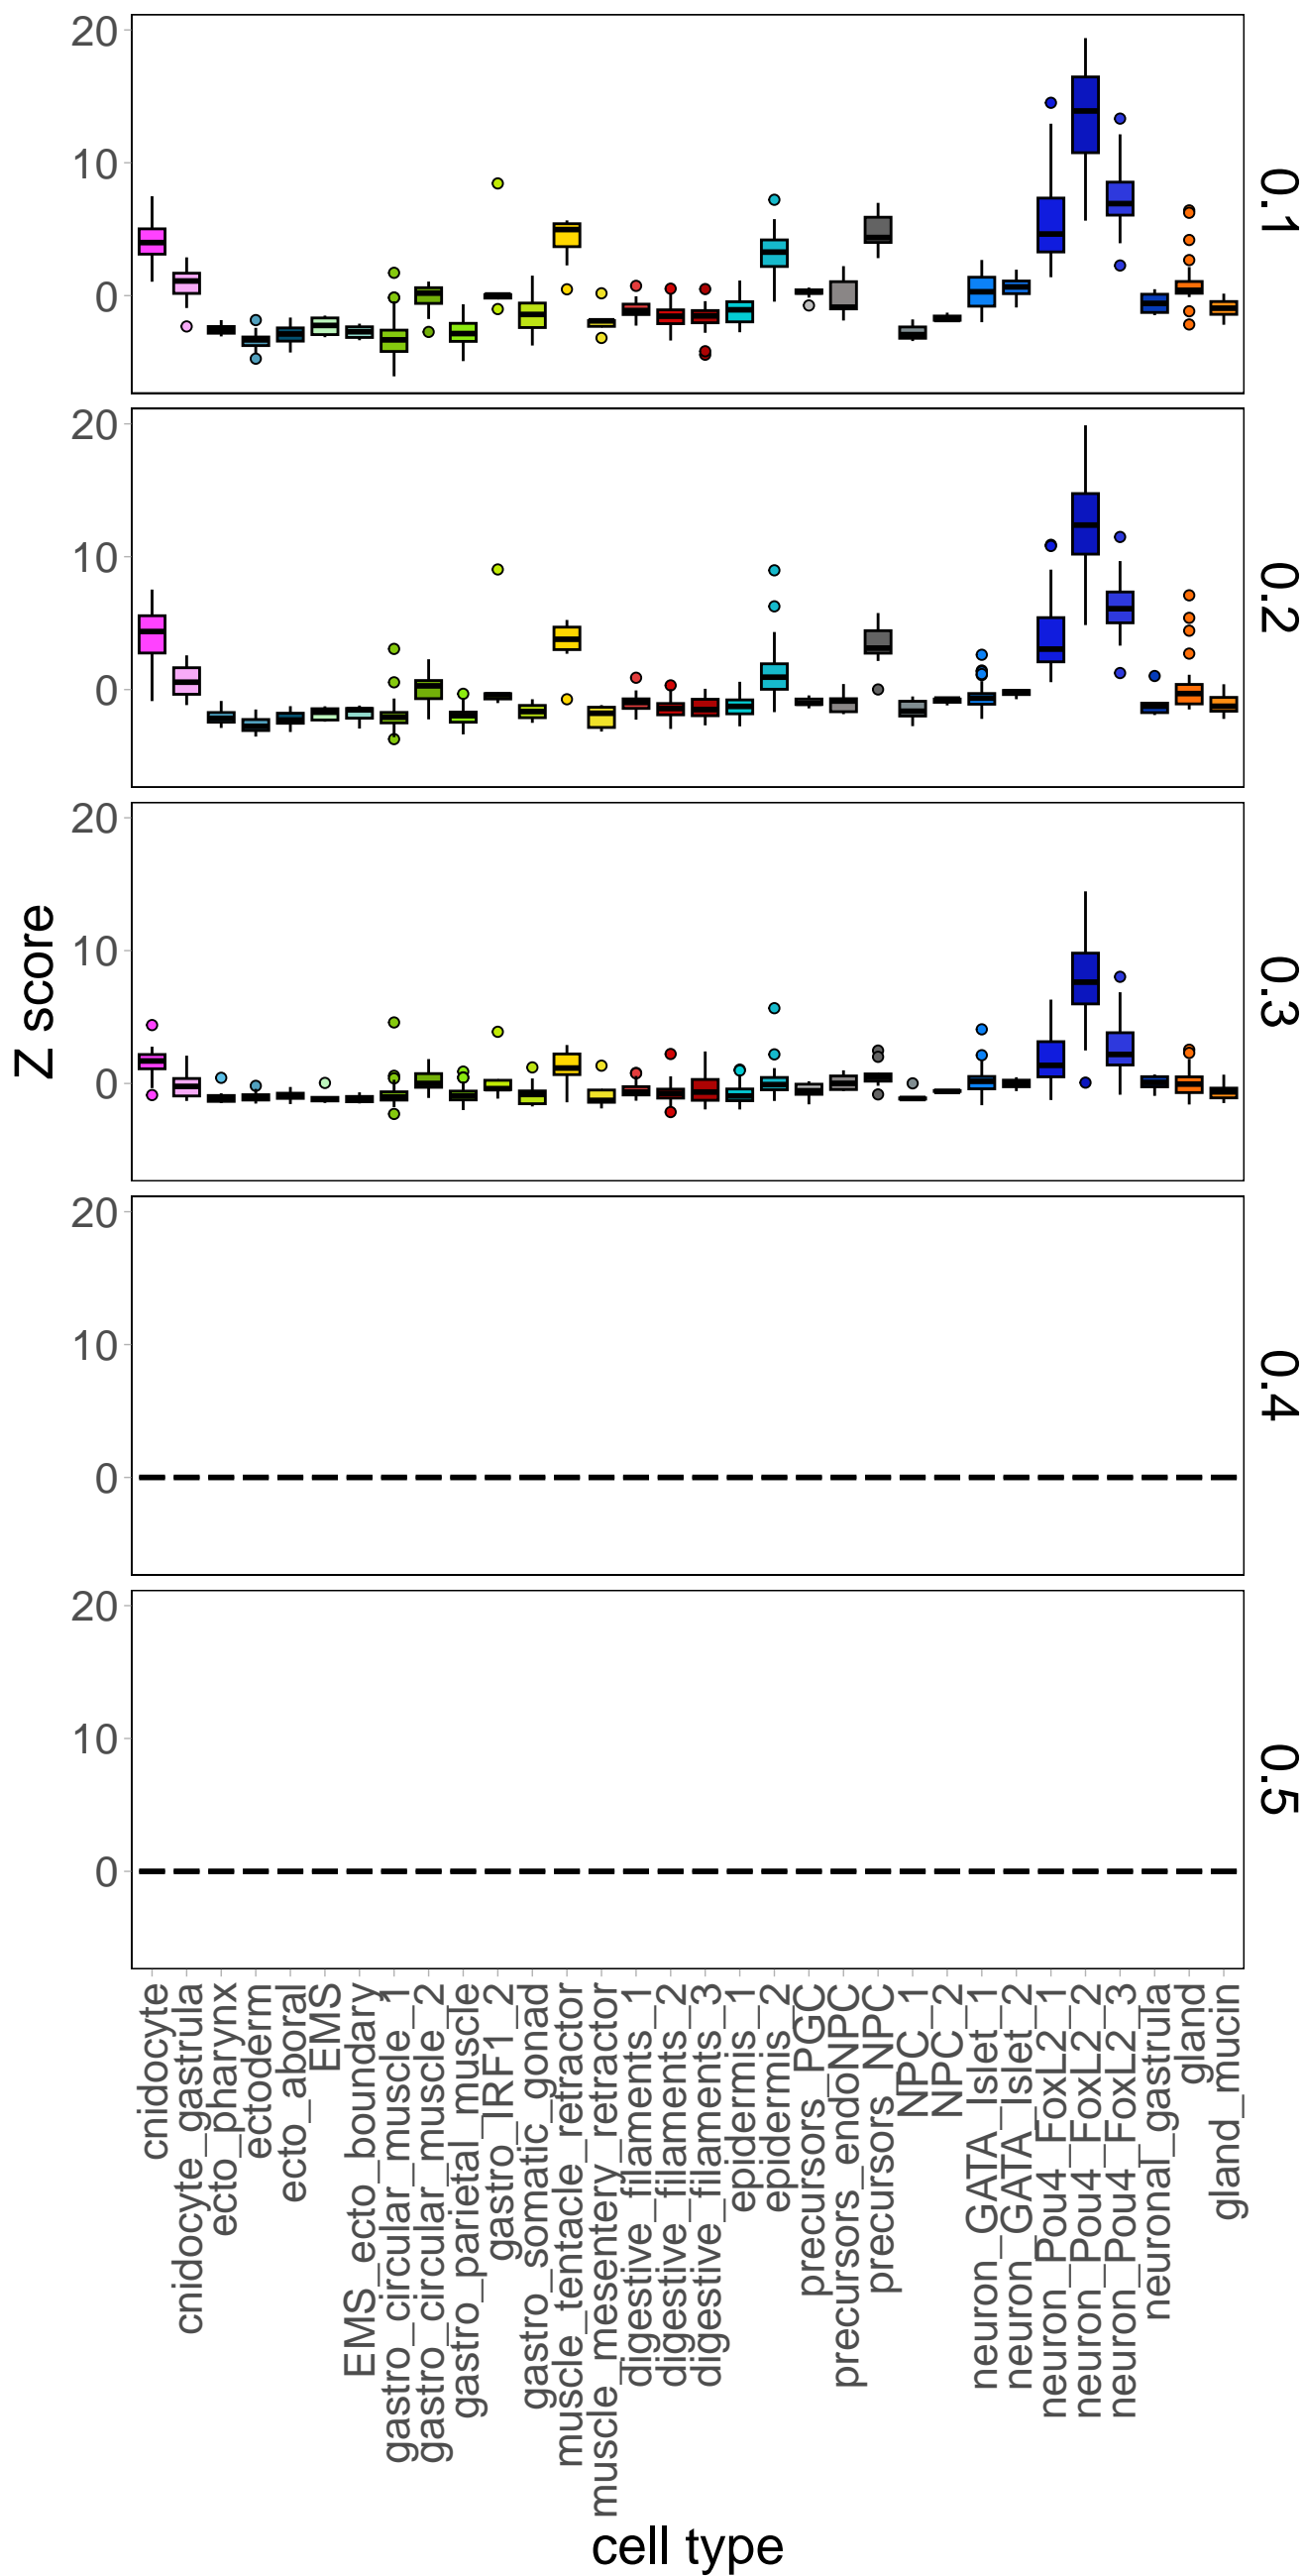 20
10
0
0.1
20
10
0
0.2
20
10
0
0.3
20
10
0
0.4
20
10
0
0.5
Z score
cnidocyte
cnidocyte_gastrula
ecto_pharynx
ectoderm
ecto_aboral
EMS
EMS_ecto_boundary
gastro_circular_muscle_1
gastro_circular_muscle_2
gastro_parietal_muscle
gastro_IRF1_2
gastro_somatic_gonad
muscle_tentacle_retractor
muscle_mesentery_retractor
digestive_filaments_1
digestive_filaments_2
digestive_filaments_3
epidermis_1
epidermis_2
precursors_PGC
precursors_endoNPC
precursors_NPC
NPC_1
NPC_2
neuron_GATA_Islet_1
neuron_GATA_Islet_2
neuron_Pou4_FoxL2_1
neuron_Pou4_FoxL2_2
neuron_Pou4_FoxL2_3
neuronal_gastrula
gland
gland_mucin
cell type